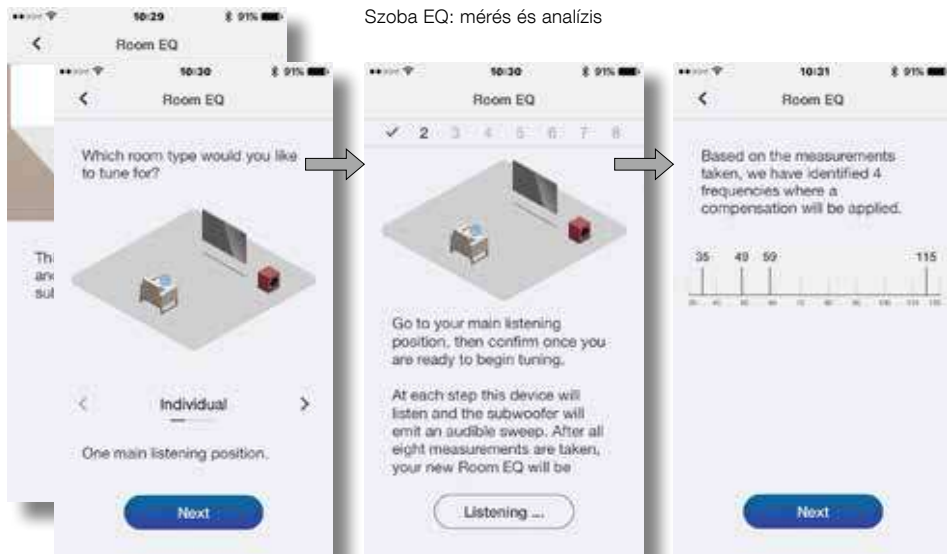 Szoba EQ: mérés és analízis
10:29
91%
Room EQ
Th
and
sub
10:30
91%
Room EQ
Which room type would you like
to tune for?
Individual
One main listening position.
Next
10:30
91%
Room EQ
2 3 4 5 6 7 8
Go to your main listening
position, then confirm once you
are ready to begin tuning.
At each step this device will
listen and the subwoofer will
emit an audible sweep. After all
eight measurements are taken,
your new Room EQ will be
Listening ...
10:31
91%
Room EQ
Based on the measurements
taken, we have identified 4
frequencies where a
compensation will be applied.
35 49 59 115
Next